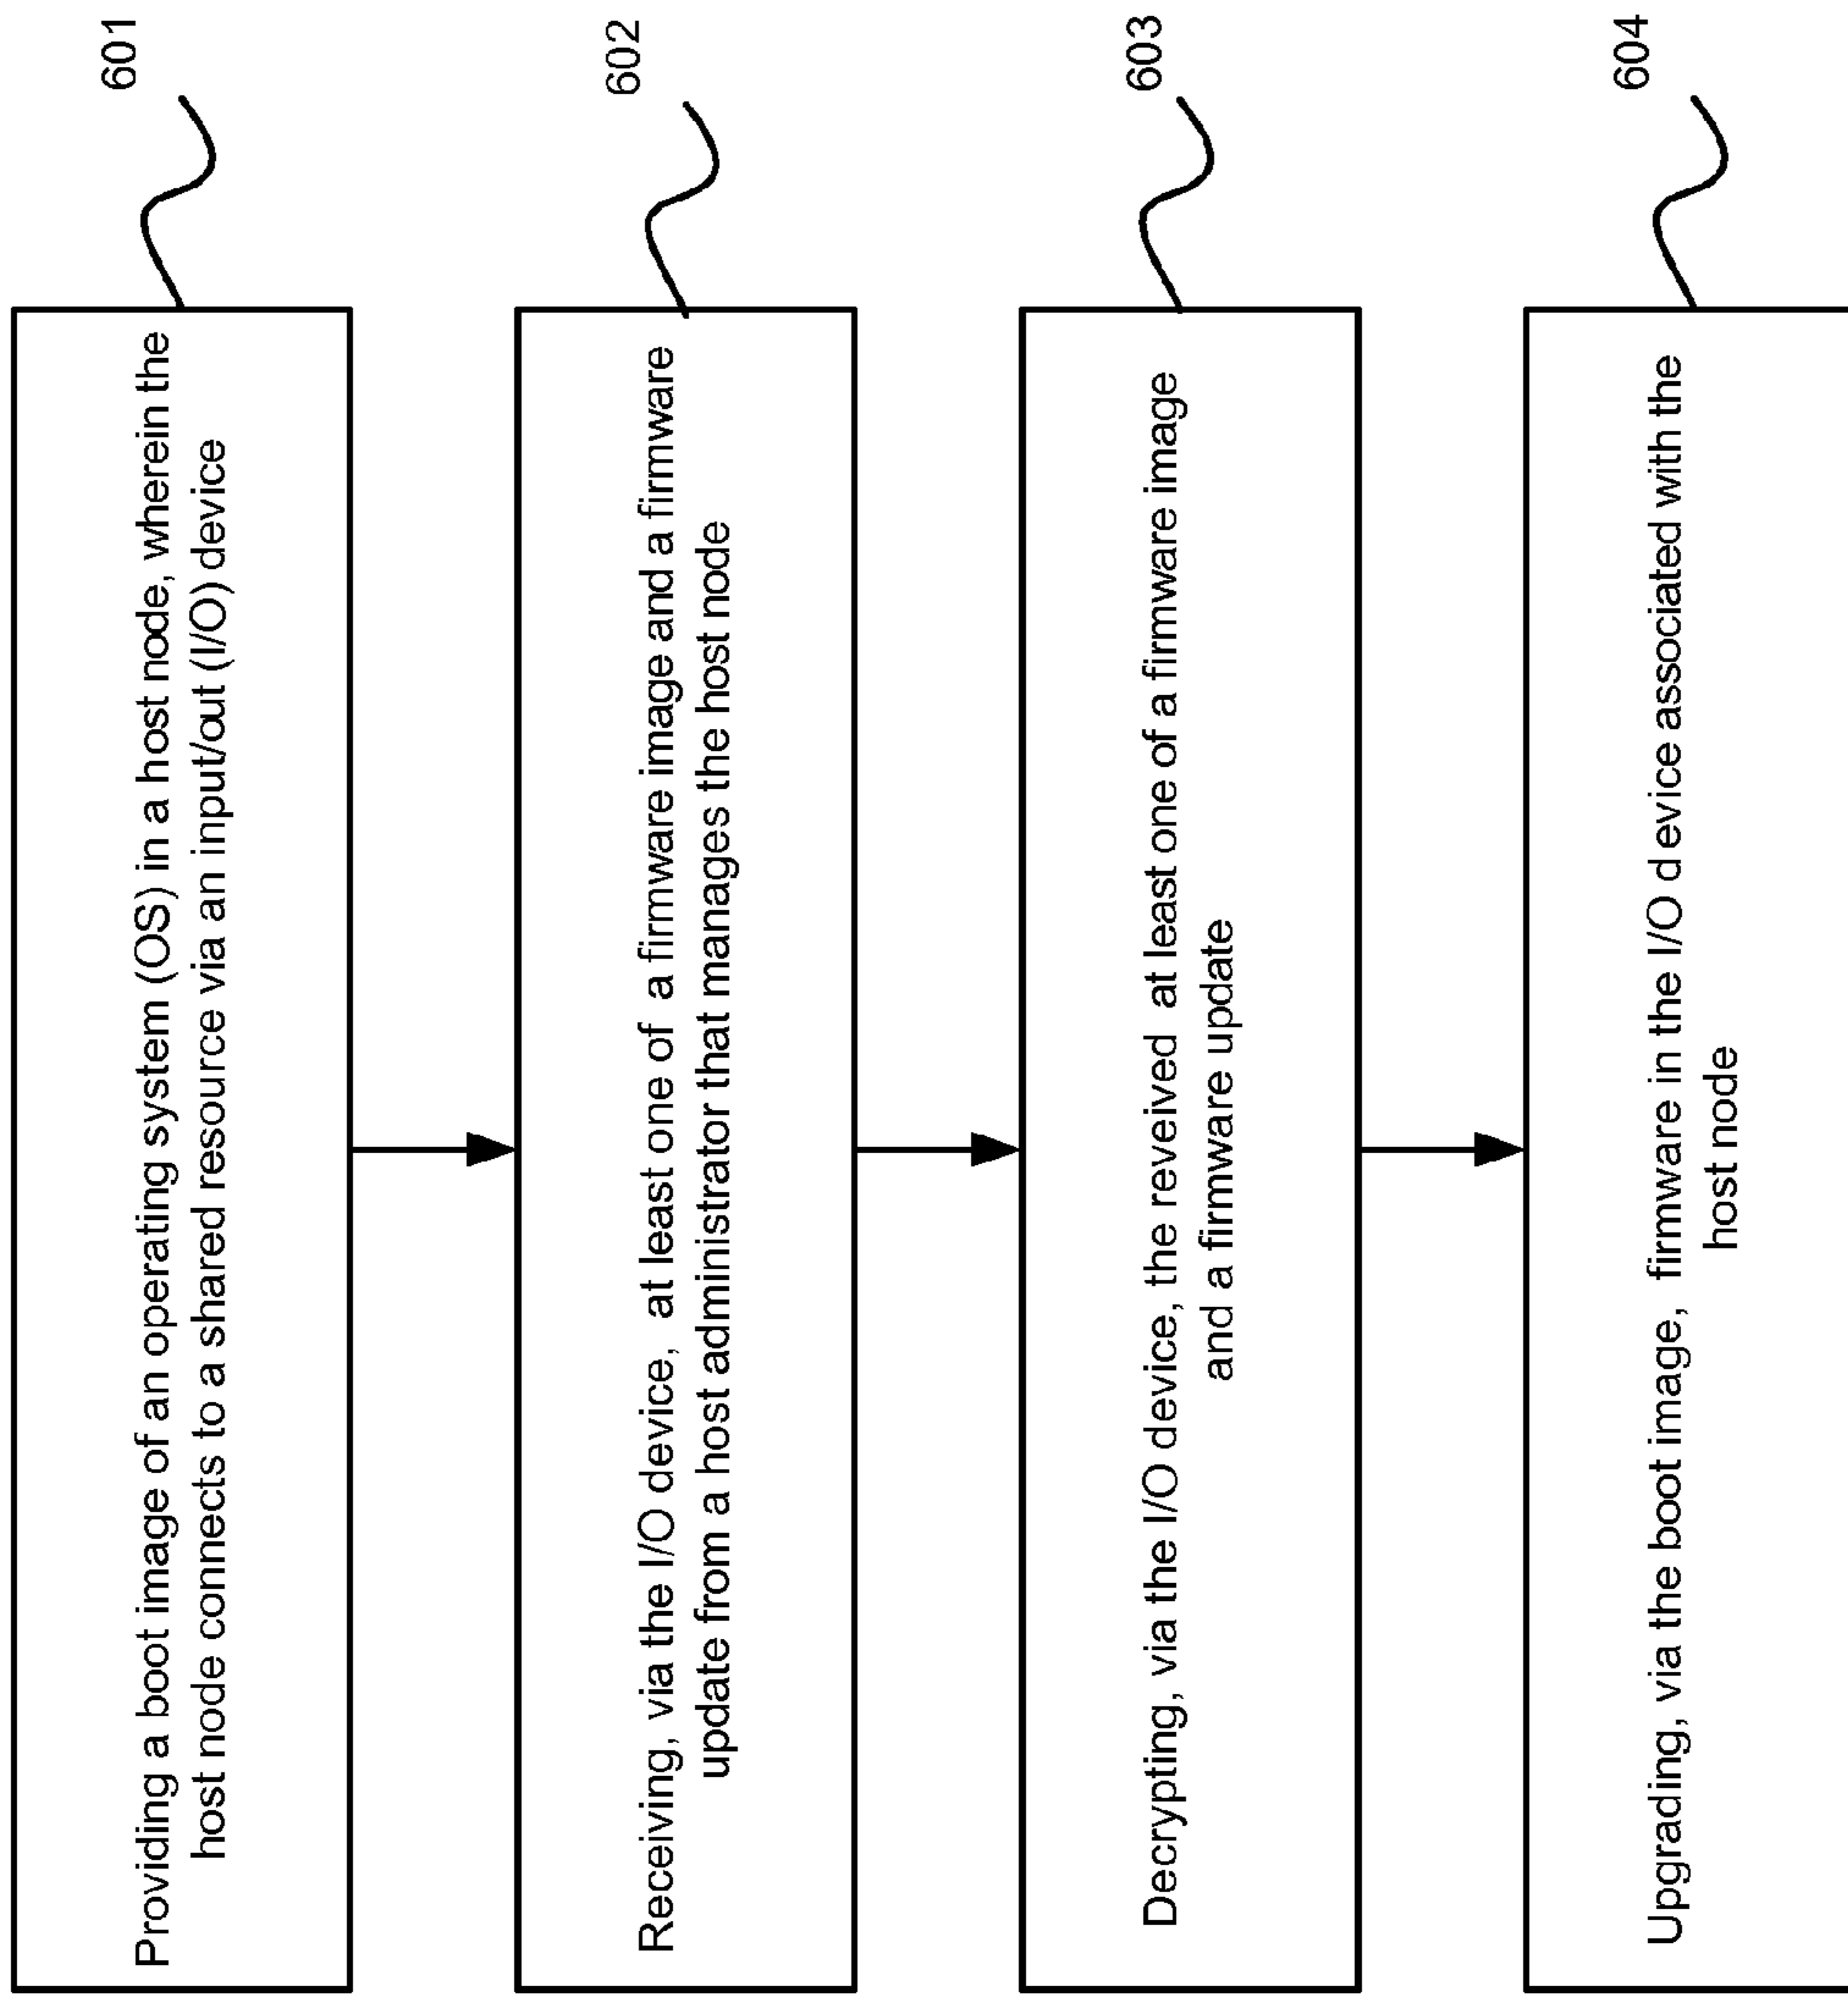 Providing a boot image of an operating system (OS) in a host node, wherein the
host node connects to a shared resource via an input/out (I/O) device
601
Receiving, via the I/O device, at least one of a firmware image and a firmware
update from a host administrator that manages the host node
602
Decrypting, via the I/O device, the reveived at least one of a firmware image
and a firmware update
603
Upgrading, via the boot image, firmware in the I/O device associated with the
host node
604